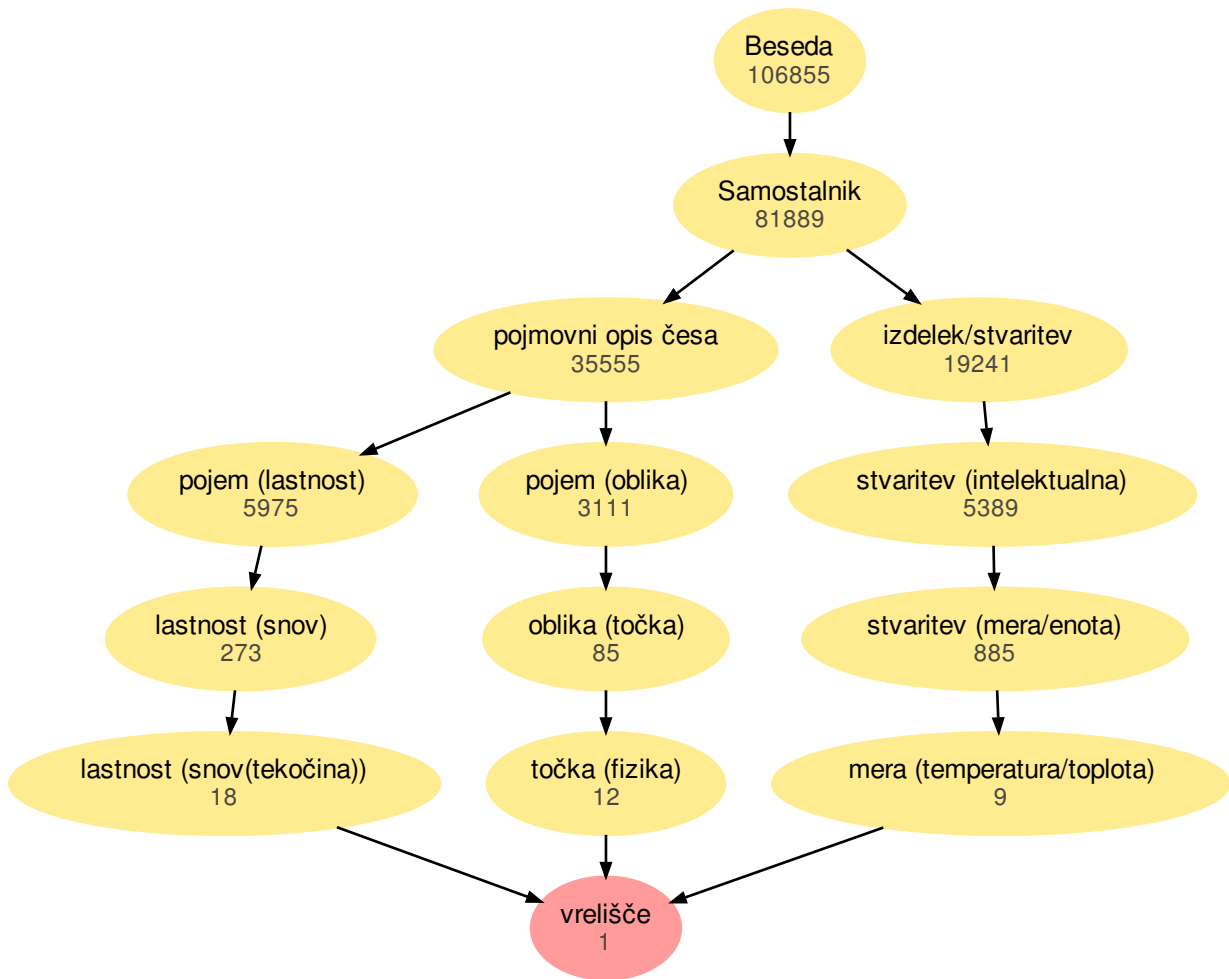 Beseda
106855
Samostalnik
81889
pojmovni opis česa
35555
izdelek/stvaritev
19241
pojem (lastnost)
5975
pojem (oblika)
3111
stvaritev (intelektualna)
5389
lastnost (snov)
273
oblika (točka)
85
stvaritev (mera/enota)
885
lastnost (snov(tekočina))
18
točka (fizika)
12
mera (temperatura/toplota)
9
vrelišče
1